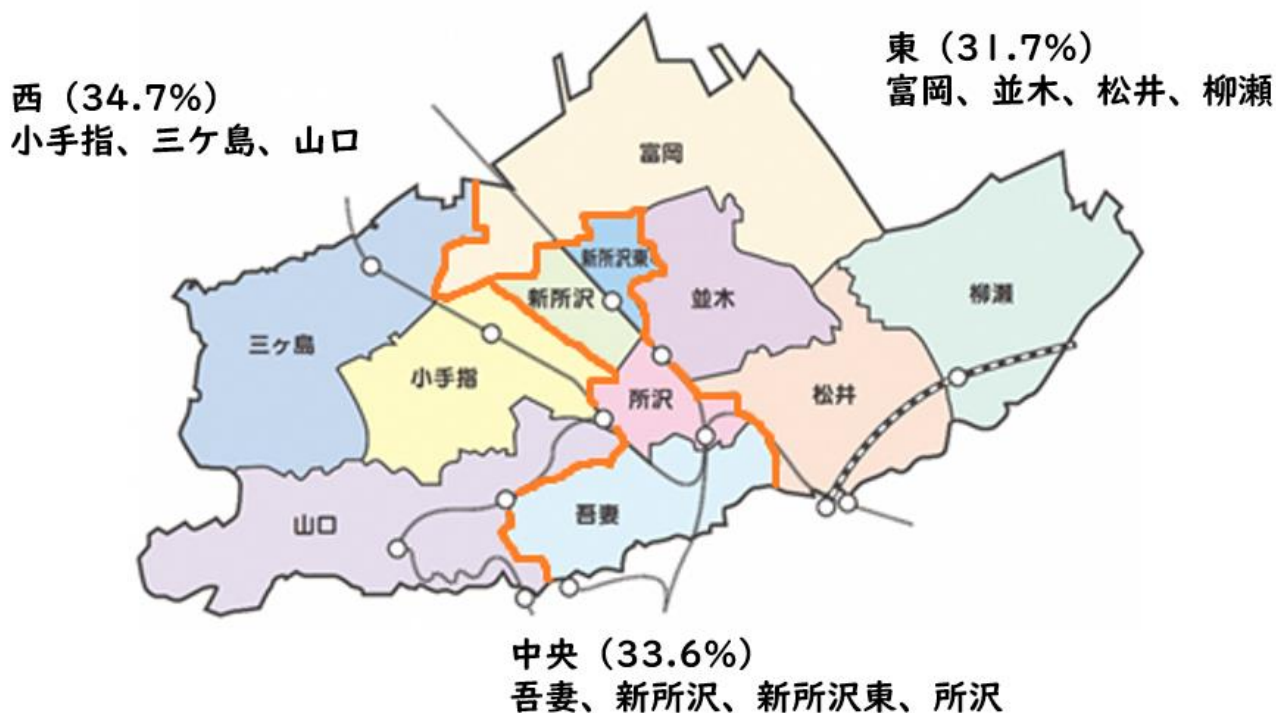 東（31.7%）
富岡、並木、松井、柳瀬
西（34.7%）
小手指、三ケ島、山口
富岡
新所沢東
新所沢
並木
柳瀬
三ヶ島
小手指
所沢
松井
山口
吾妻
中央（33.6%）
吾妻、新所沢、新所沢東、所沢